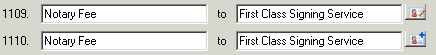 1109. Notary Fee to First Class Signing Service
1110. Notary Fee to First Class Signing Service